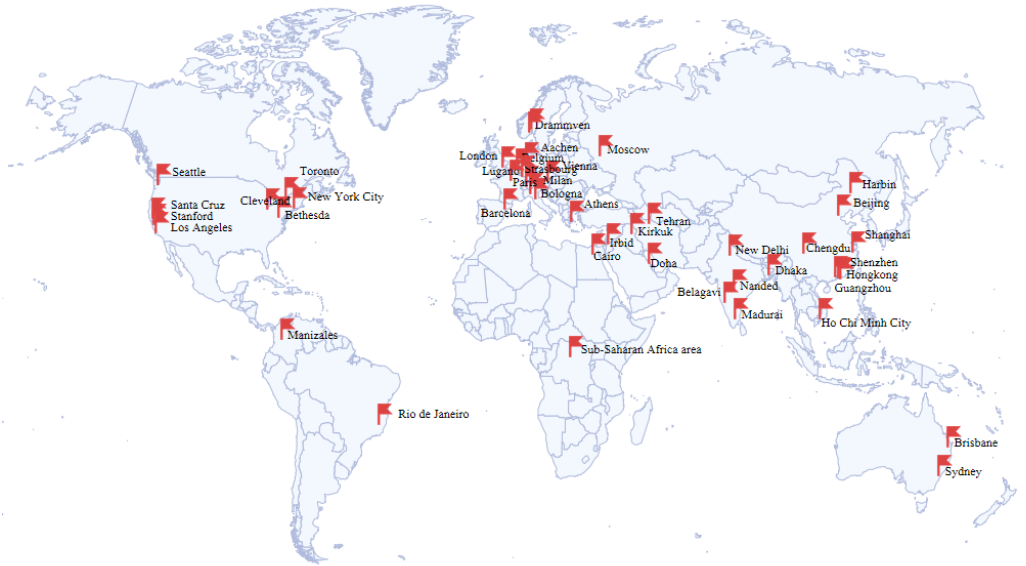 Drammven
Aachen
London
Belgium
Moscow
Lugano
Strasbourg
Vienna
Seattle
Toronto
Paris
Milan
Harbin
Cleveland
New York City
Bologna
Santa Cruz
Bethesda
Barcelona
Athens
Beijing
Stanford
Los Angeles
Tehran
Kirkuk
Irbid
Cairo
Doha
New Delhi
Chengdu
Shanghai
Dhaka
Shenzhen
Hongkong
Guangzhou
Nanded
Belagavi
Madurai
Ho Chi Minh City
Manizales
Sub-Saharan Africa area
Rio de Janeiro
Brisbane
Sydney